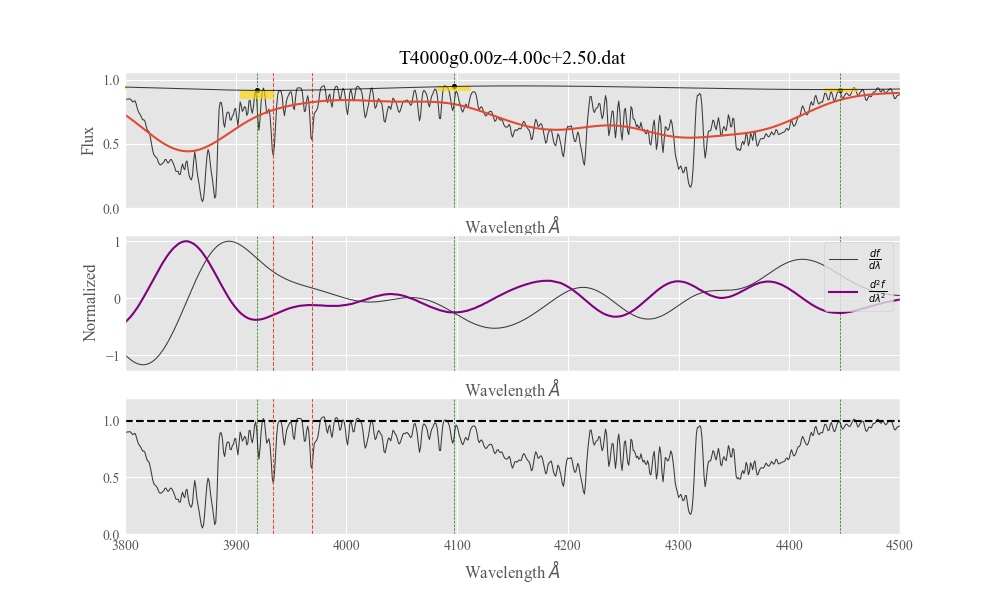 T4000g0.00z-4.00c+2.50.dat
1.0
0.5
0.0
Flux
Wavelength Å
1
0
−1
Normalized
df/dλ
d²f/dλ²
Wavelength Å
1.0
0.5
0.0
3800 3900 4000 4100 4200 4300 4400 4500
Wavelength Å